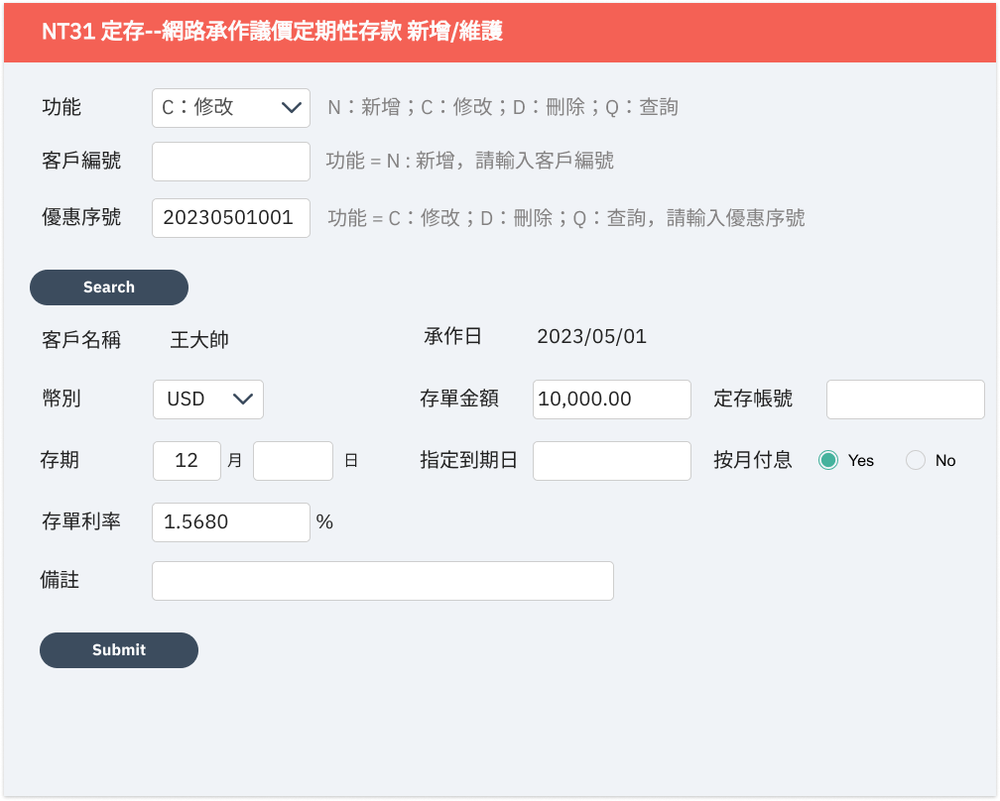 NT31 定存--網路承作議價定期性存款 新增/維護
功能 C：修改 N：新增；C：修改；D：刪除；Q：查詢
客戶編號 功能 = N : 新增，請輸入客戶編號
優惠序號 20230501001 功能 = C：修改；D：刪除；Q：查詢，請輸入優惠序號
Search
客戶名稱 王大帥 承作日 2023/05/01
幣別 USD 存單金額 10,000.00 定存帳號
存期 12 月 日 指定到期日 按月付息 Yes No
存單利率 1.5680 %
備註
Submit